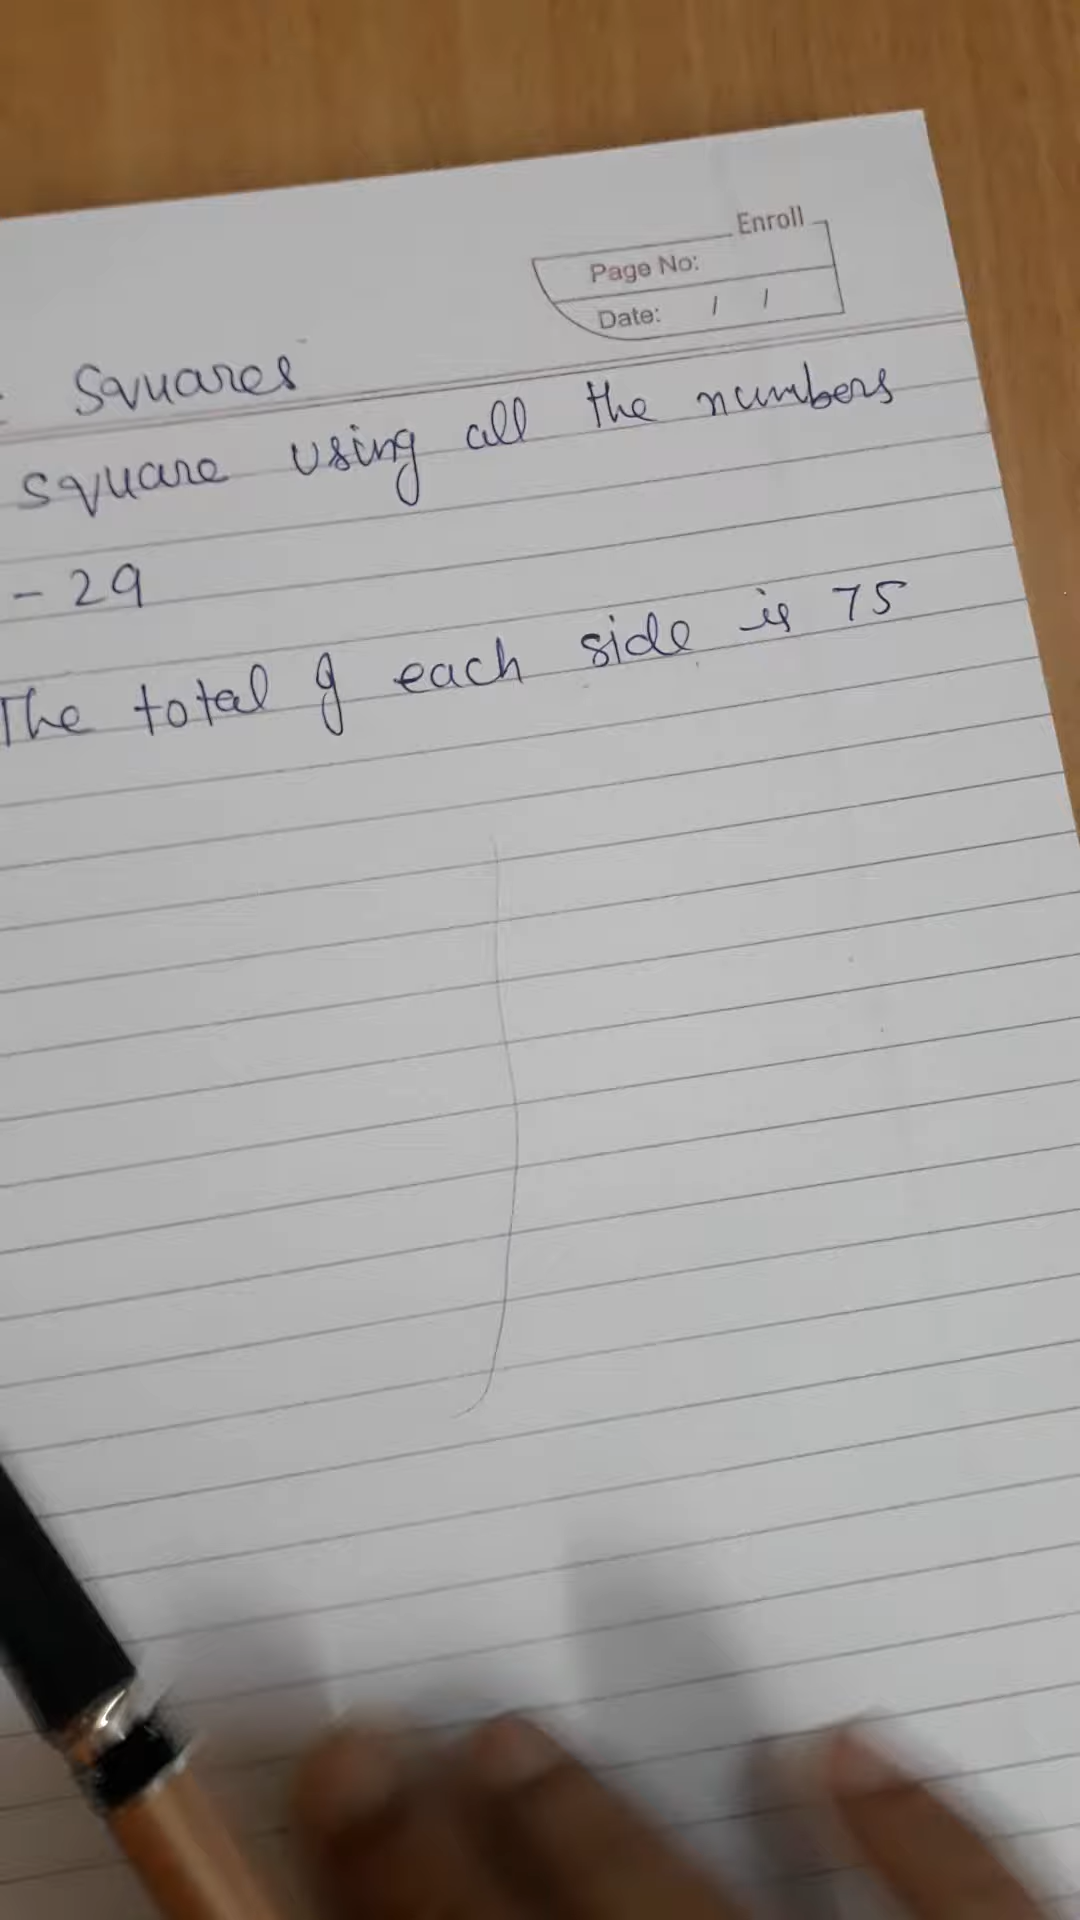 Enroll
Page No:
Date: / /
Squares
square using all the numbers
- 29
The total of each side is 75